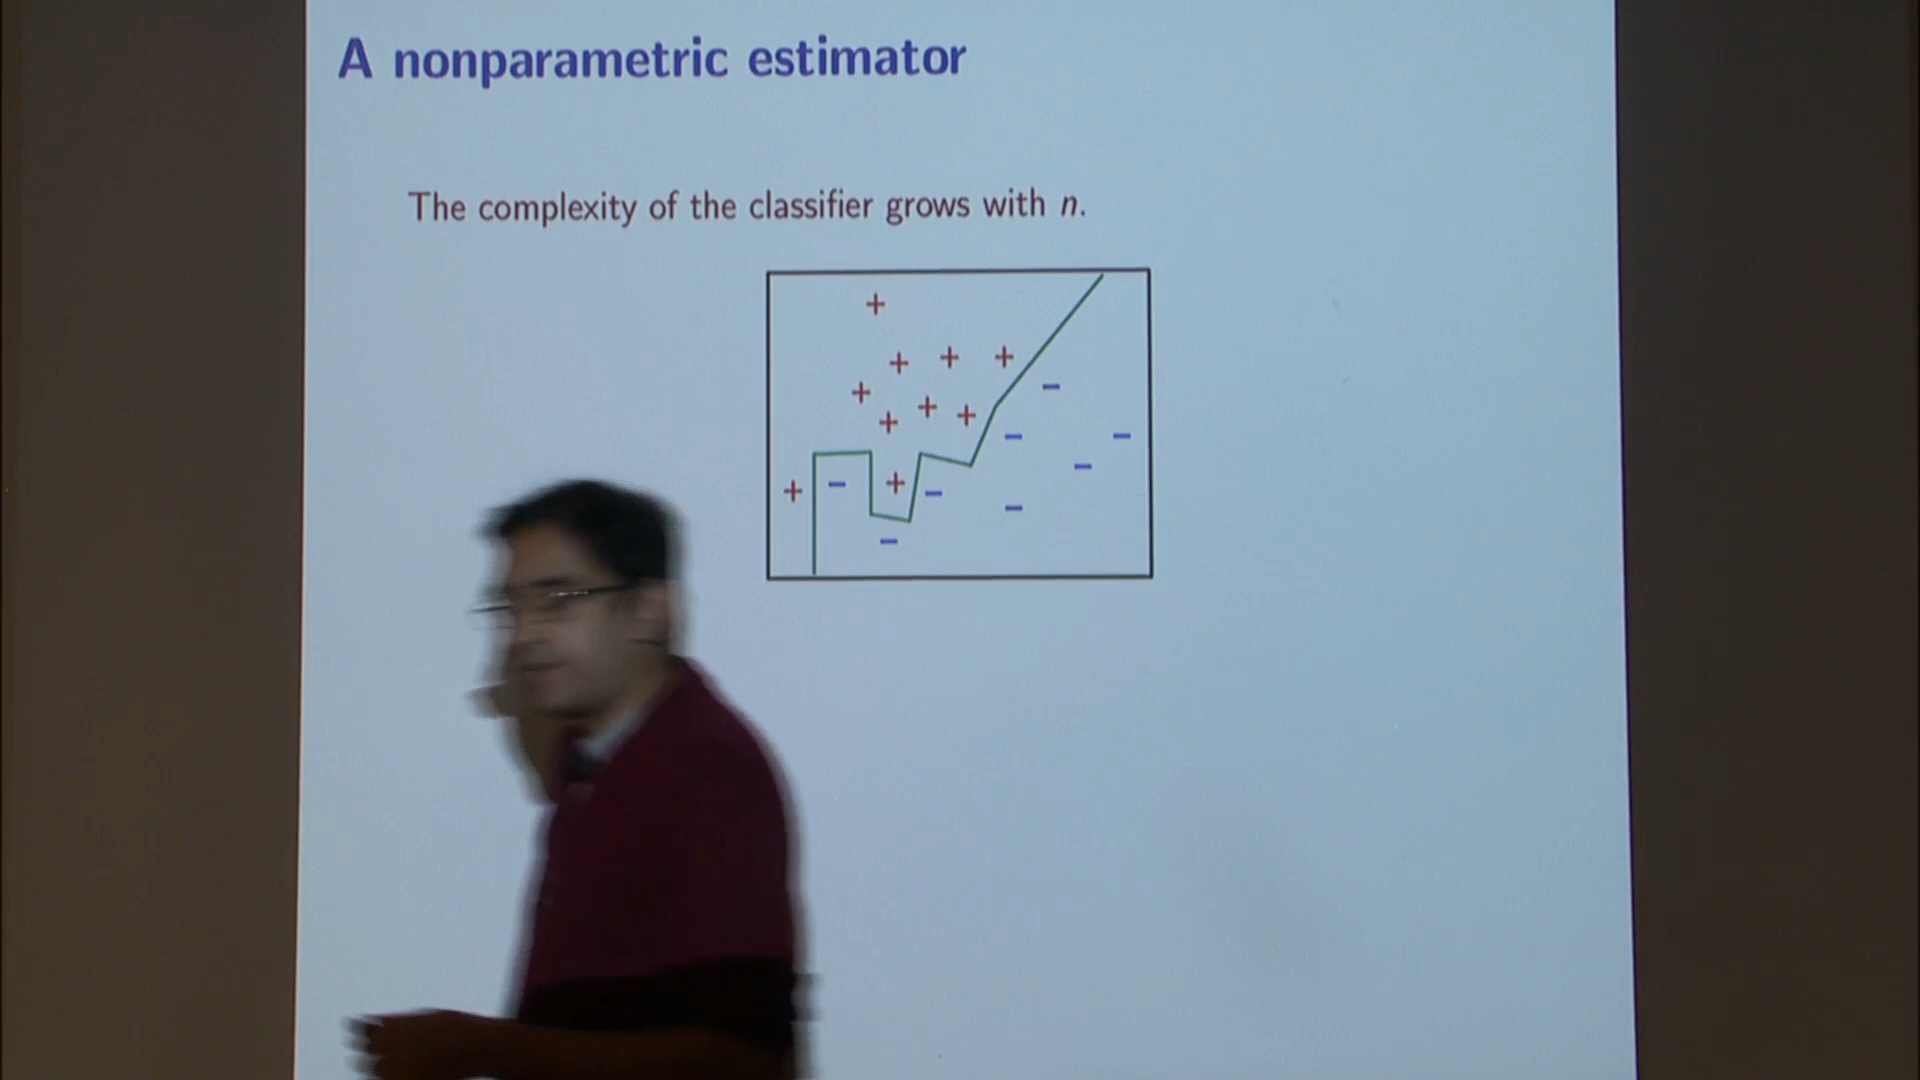 A nonparametric estimator
The complexity of the classifier grows with n.